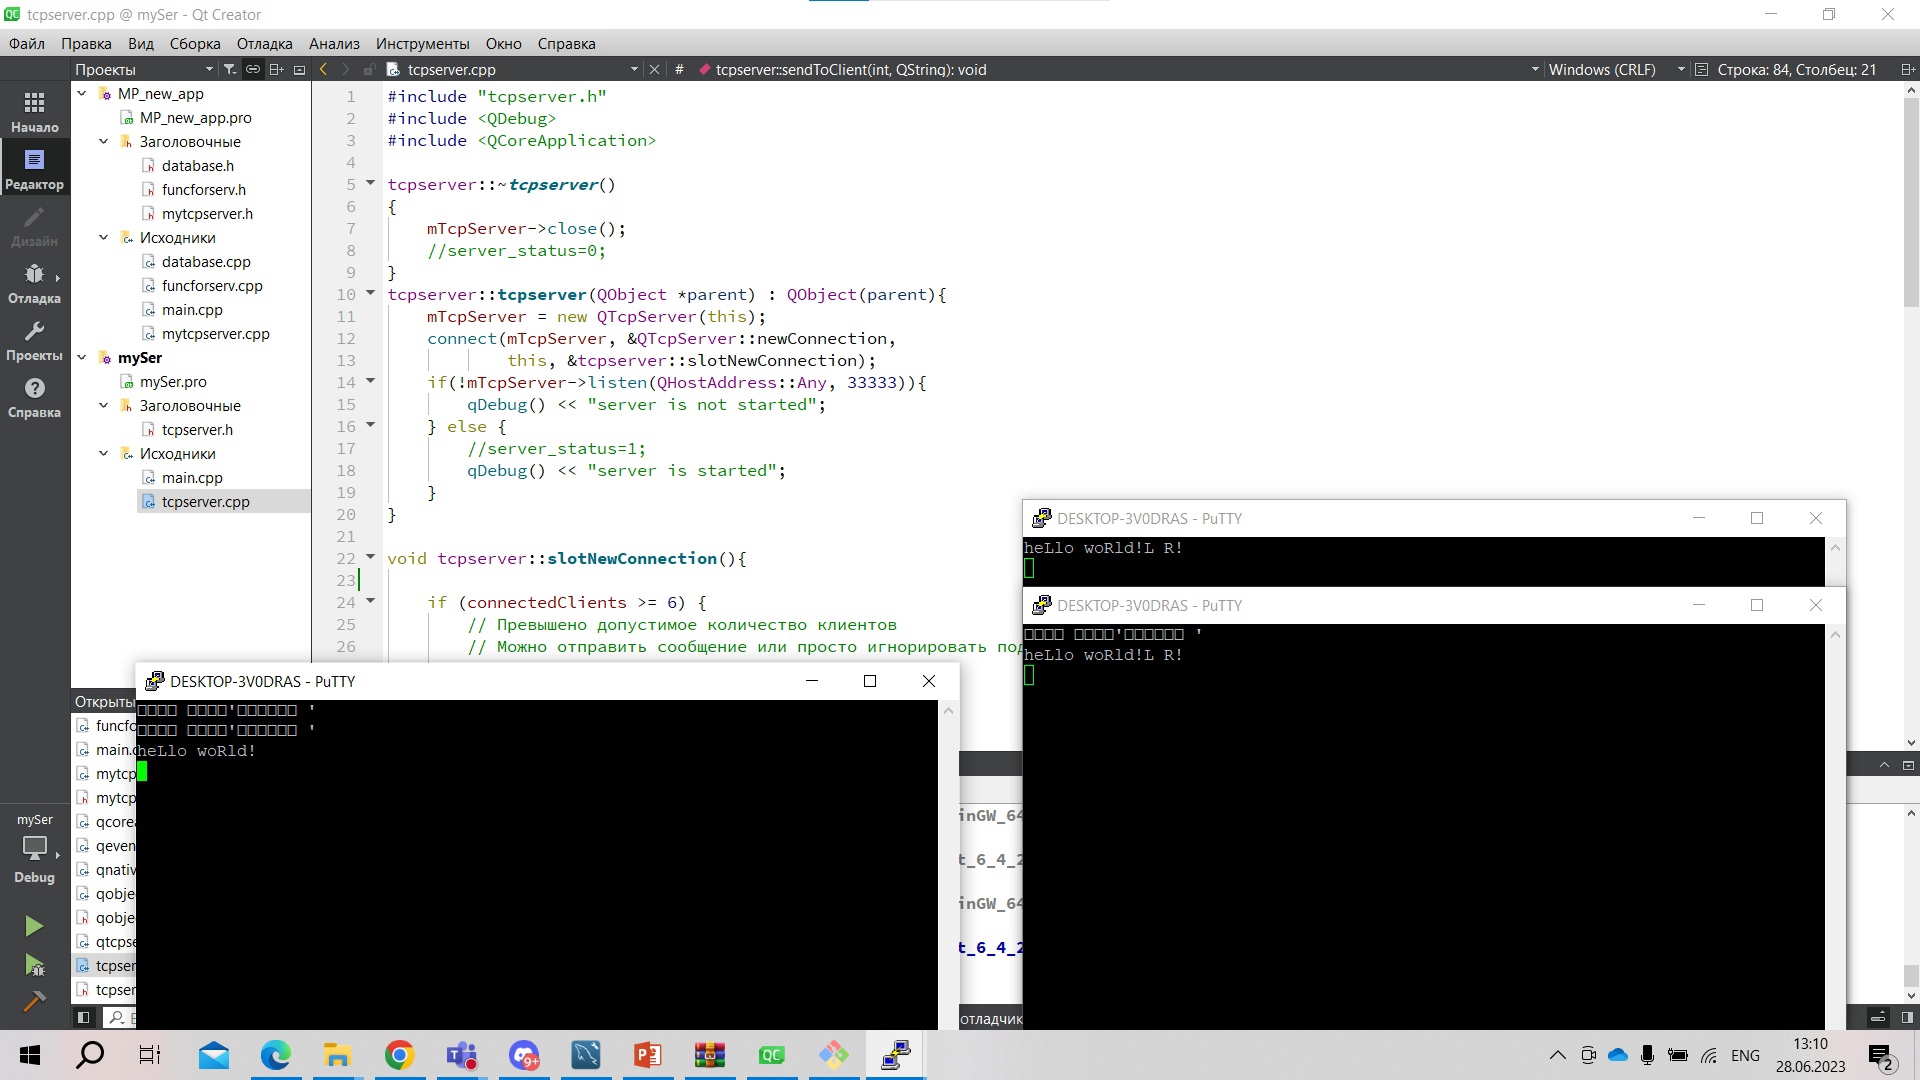 tcpserver.cpp @ mySer - Qt Creator
Файл Правка Вид Сборка Отладка Анализ Инструменты Окно Справка
Проекты tcpserver.cpp # tcpserver::sendToClient(int, QString): void Windows (CRLF) Строка: 84, Столбец: 21
Начало
Редактор
Дизайн
Отладка
Проекты
Справка
mySer
Debug
MP_new_app
MP_new_app.pro
Заголовочные
database.h
funcforserv.h
mytcpserver.h
Исходники
database.cpp
funcforserv.cpp
main.cpp
mytcpserver.cpp
mySer
mySer.pro
Заголовочные
tcpserver.h
Исходники
main.cpp
tcpserver.cpp
1 #include "tcpserver.h"
2 #include <QDebug>
3 #include <QCoreApplication>
4
5 tcpserver::~tcpserver()
6 {
7 mTcpServer->close();
8 //server_status=0;
9 }
10 tcpserver::tcpserver(QObject *parent) : QObject(parent){
11 mTcpServer = new QTcpServer(this);
12 connect(mTcpServer, &QTcpServer::newConnection,
13 this, &tcpserver::slotNewConnection);
14 if(!mTcpServer->listen(QHostAddress::Any, 33333)){
15 qDebug() << "server is not started";
16 } else {
17 //server_status=1;
18 qDebug() << "server is started";
19 }
20 }
21
22 void tcpserver::slotNewConnection(){
23
24 if (connectedClients >= 6) {
25 // Превышено допустимое количество клиентов
26 // Можно отправить сообщение или просто игнорировать под
Открыты
funcfo
main.c
mytcp
mytcp
qcorea
qeven
qnativ
qobje
qobje
qtcpse
tcpser
tcpser
DESKTOP-3V0DRAS - PuTTY
□□□□ □□□□'□□□□□□ '
□□□□ □□□□'□□□□□□ '
heLlo woRld!
DESKTOP-3V0DRAS - PuTTY
heLlo woRld!L R!
DESKTOP-3V0DRAS - PuTTY
□□□□ □□□□'□□□□□□ '
heLlo woRld!L R!
inGW_64
t_6_4_2
inGW_64
t_6_4_2
отладчик
9+
ENG
13:10
28.06.2023
2